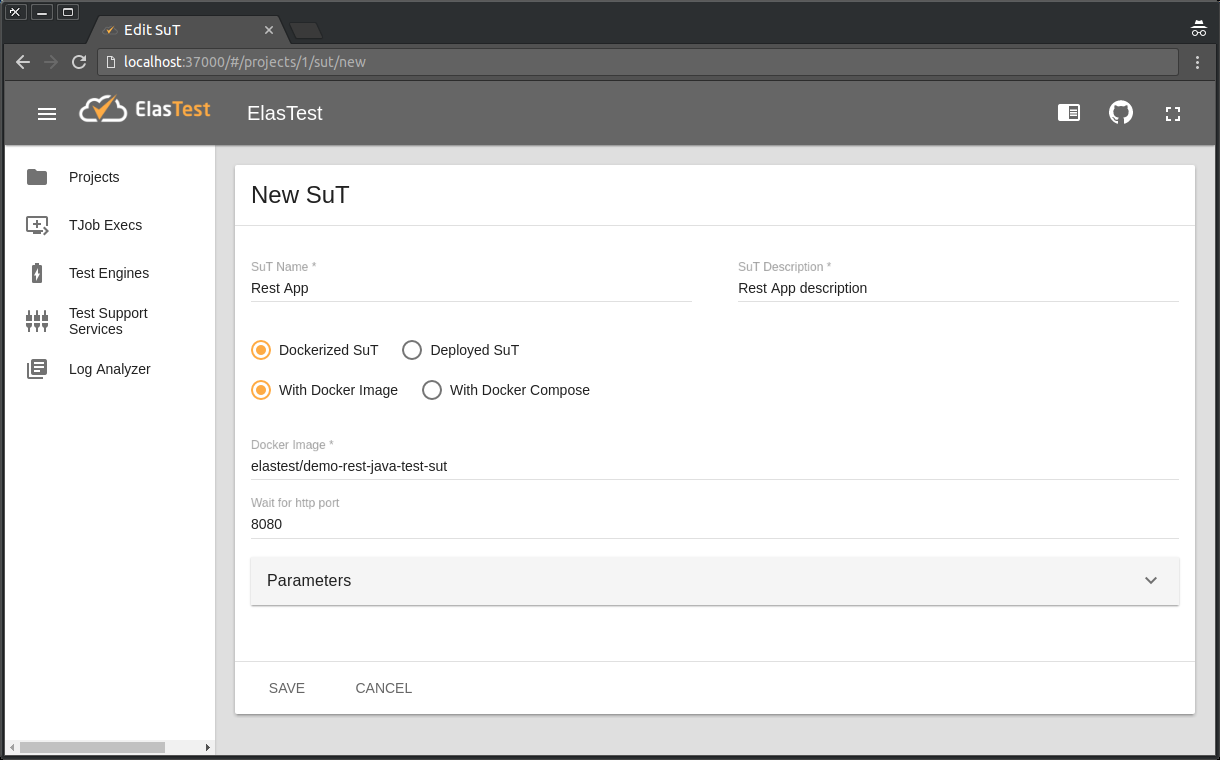 Edit SuT
localhost:37000/#/projects/1/sut/new
ElasTest
ElasTest
Projects
TJob Execs
Test Engines
Test Support
Services
Log Analyzer
New SuT
SuT Name *
SuT Description *
Rest App
Rest App description
Dockerized SuT
Deployed SuT
With Docker Image
With Docker Compose
Docker Image *
elastest/demo-rest-java-test-sut
Wait for http port
8080
Parameters
SAVE
CANCEL